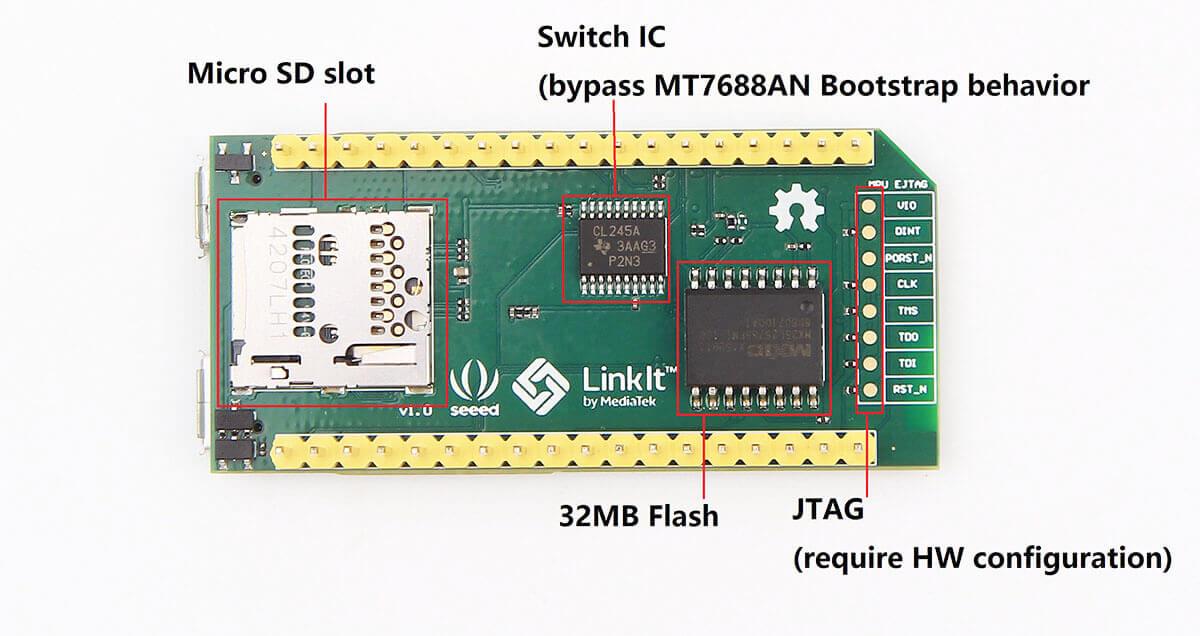 Switch IC
Micro SD slot
(bypass MT7688AN Bootstrap behavior
MPU EJTAG
VIO
DINT
PORST_N
CLK
TMS
TDO
TDI
RST_N
CL245A
3AAG3
P2N3
4207LH1
v1.0
seeed
LinkIt™
by MediaTek
32MB Flash
JTAG
(require HW configuration)